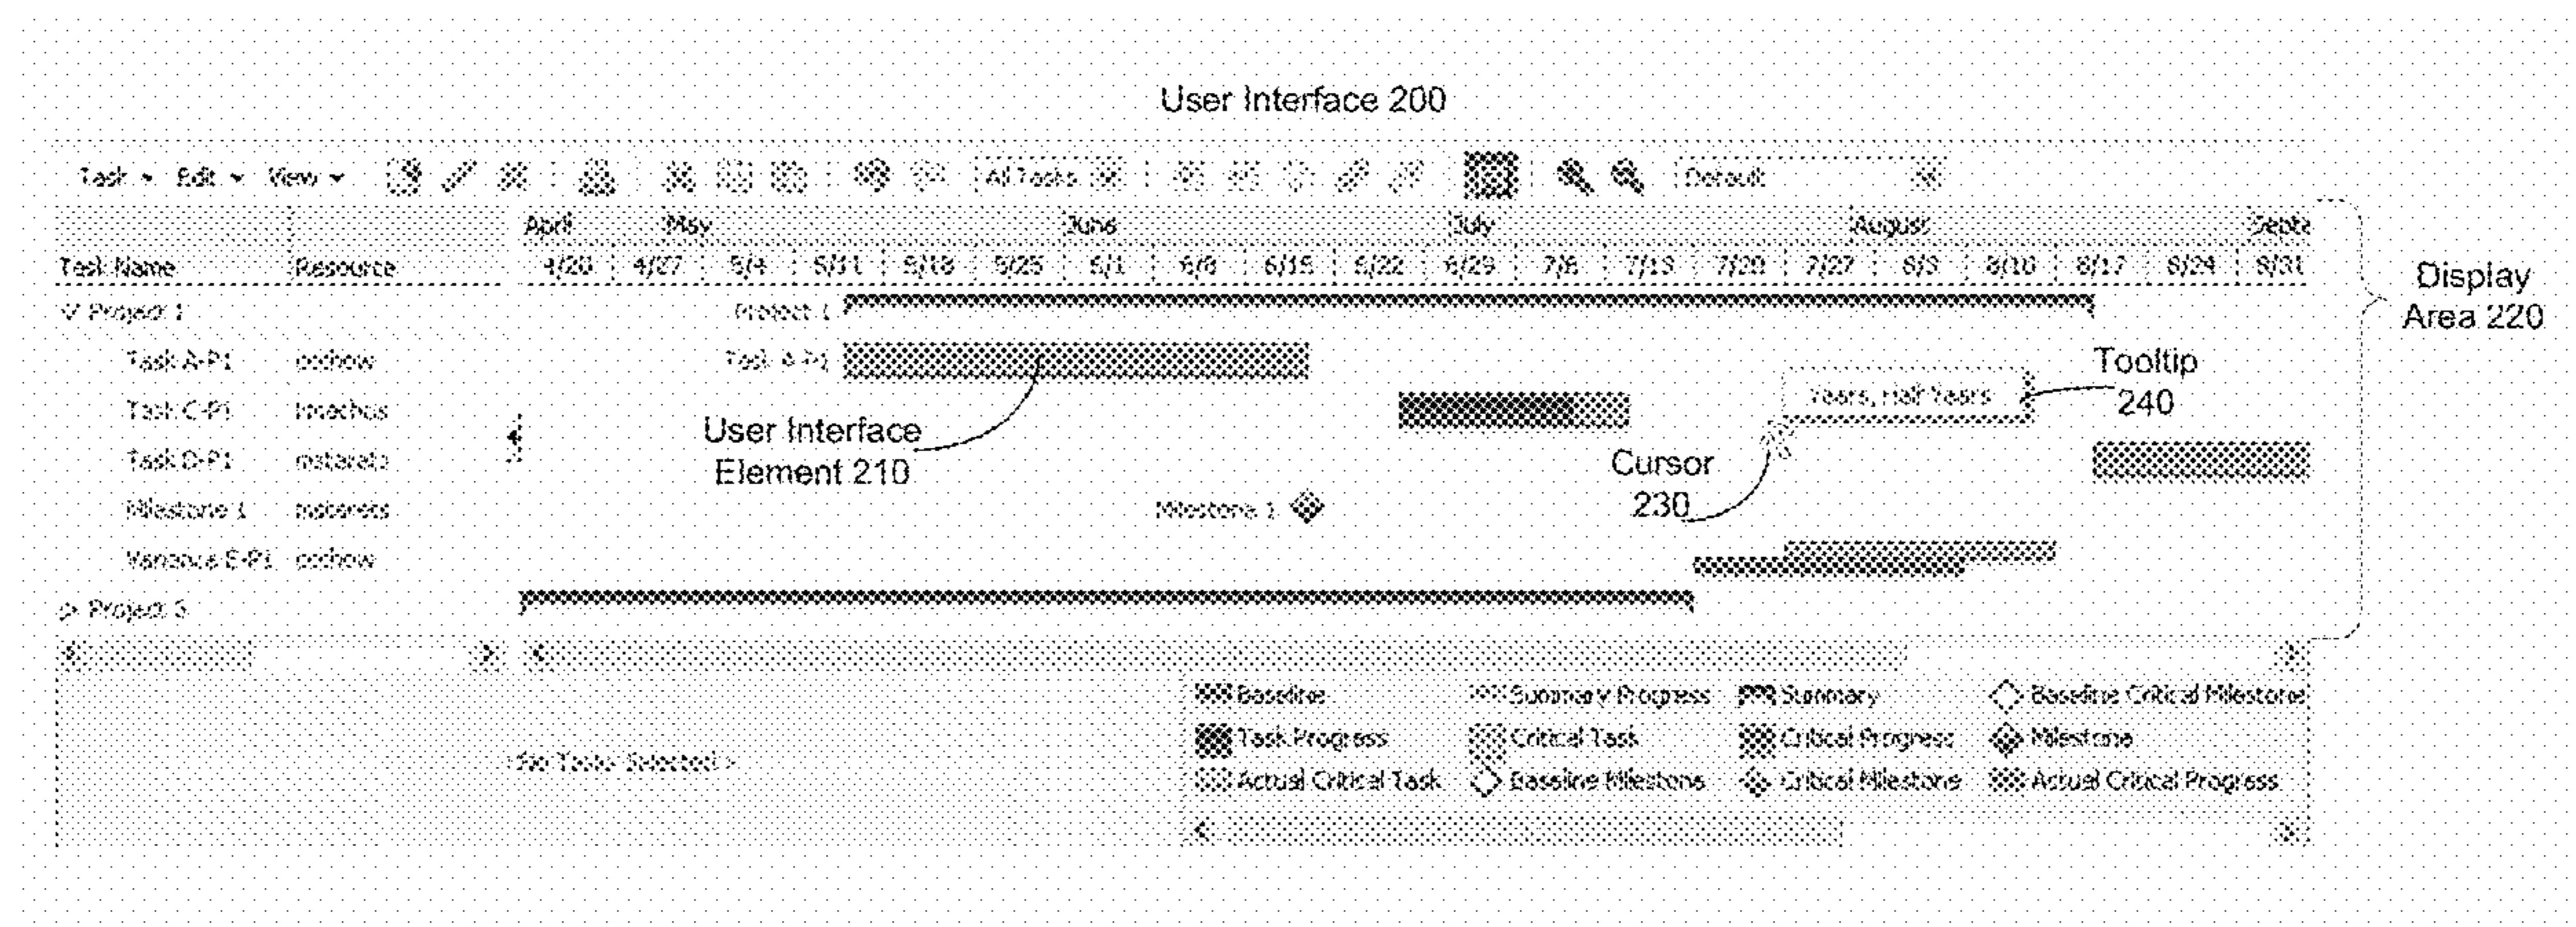 User Interface 200
Task Edit View All Tasks Default
April May June July August Septe
Task Name Resource 4/20 4/27 5/4 5/11 5/18 5/25 6/1 6/8 6/15 6/22 6/29 7/6 7/13 7/20 7/27 8/3 8/10 8/17 8/24 8/31
Project 1 Project 1
Task A-P1 cchow Task A-P1
Task C-P1
Task D-P1
Milestone 1 Milestone 1
Variance E-P1 cchow
Project 3
Display
Area 220
Years, Half Years
Tooltip
240
User Interface
Element 210
Cursor
230
<No Tasks Selected>
Baseline Summary Progress Summary Baseline Critical Milestone
Task Progress Critical Task Critical Progress Milestone
Actual Critical Task Baseline Milestone Critical Milestone Actual Critical Progress